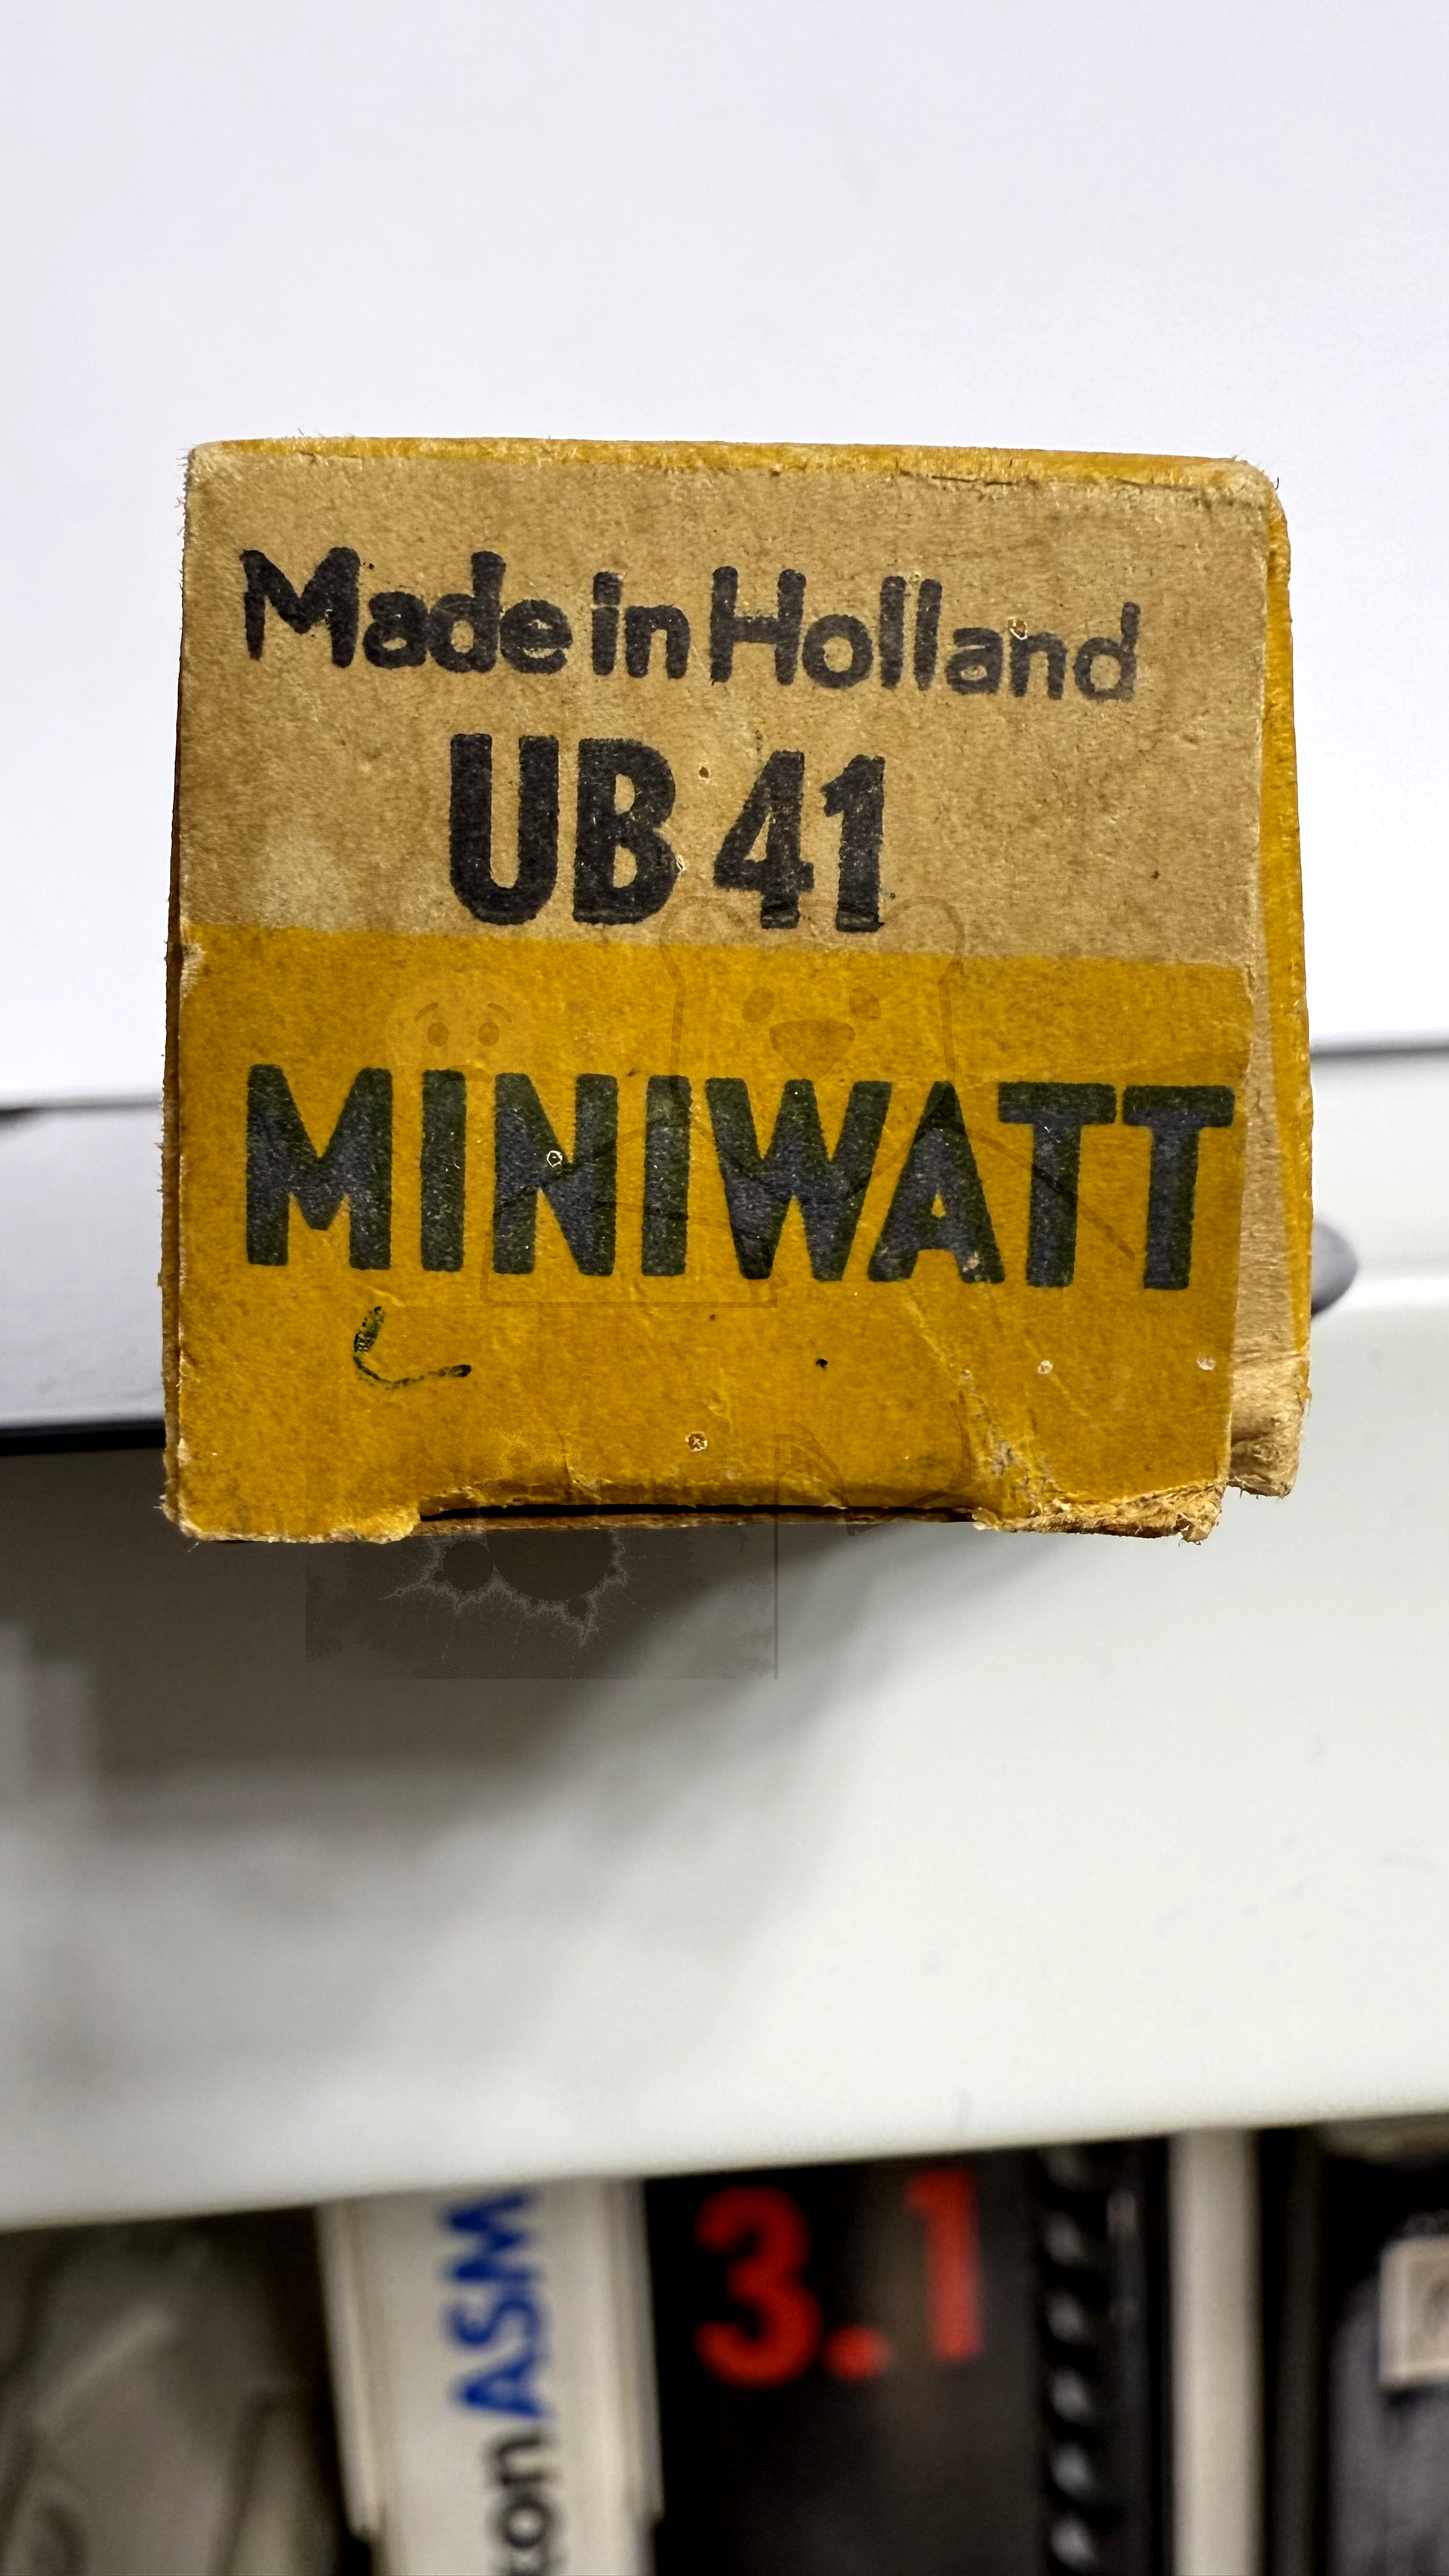 Made in Holland
UB 41
MINIWATT
ASM
3.1